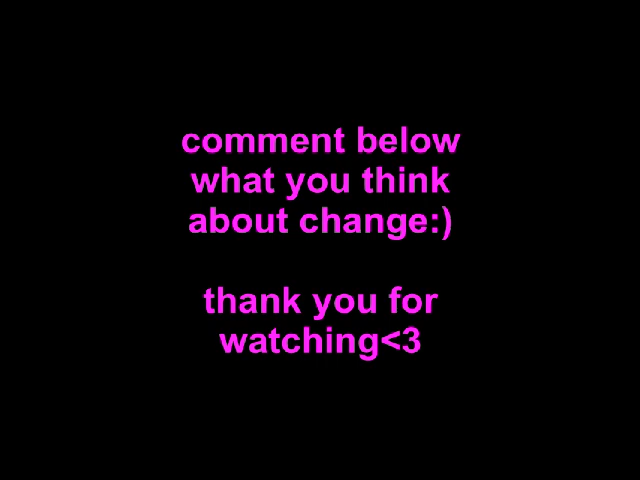 comment below
what you think
about change:)
thank you for
watching<3